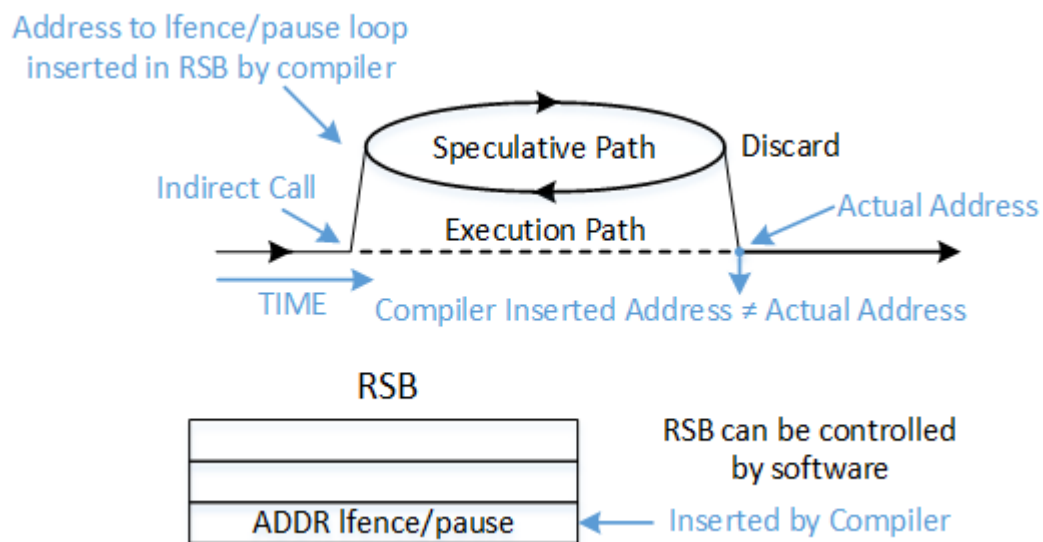 Address to lfence/pause loop
inserted in RSB by compiler
Speculative Path
Discard
Indirect Call
Actual Address
Execution Path
TIME
Compiler Inserted Address ≠ Actual Address
RSB
RSB can be controlled
by software
ADDR lfence/pause
Inserted by Compiler